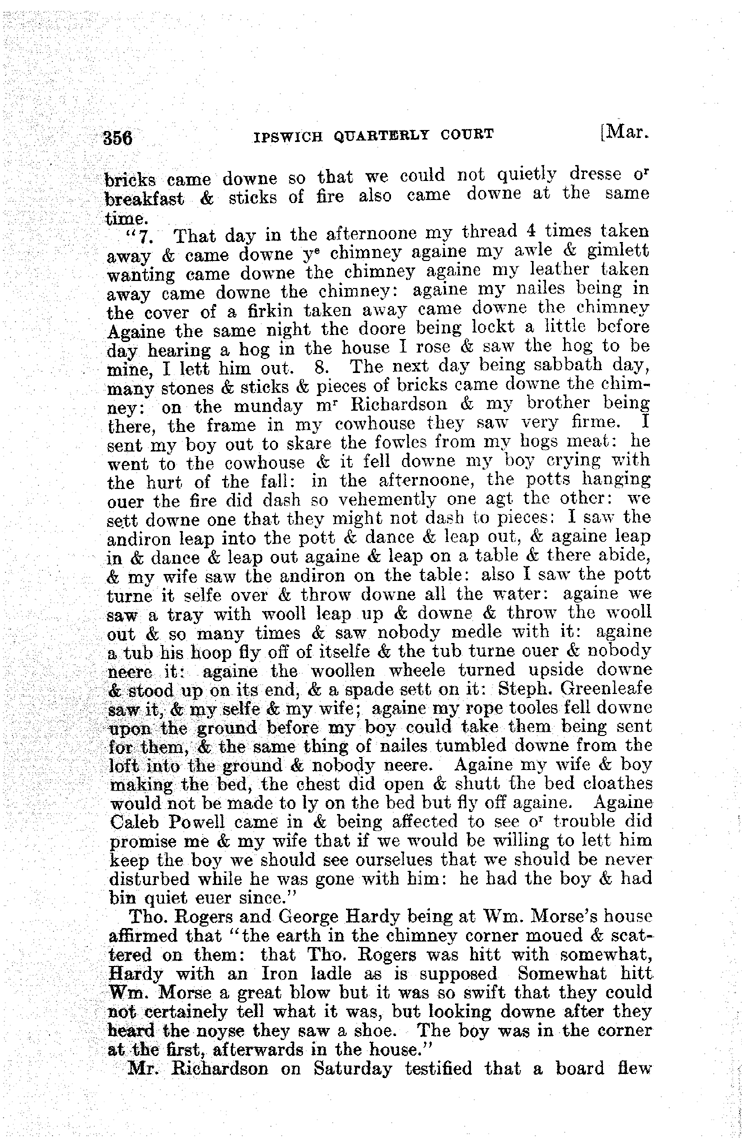 356 IPSWICH QUARTERLY COURT [Mar.
bricks came downe so that we could not quietly dresse oʳ
breakfast & sticks of fire also came downe at the same
time.
“7. That day in the afternoone my thread 4 times taken
away & came downe yᵉ chimney againe my awle & gimlett
wanting came downe the chimney againe my leather taken
away came downe the chimney: againe my nailes being in
the cover of a firkin taken away came downe the chimney
Againe the same night the doore being lockt a little before
day hearing a hog in the house I rose & saw the hog to be
mine, I lett him out. 8. The next day being sabbath day,
many stones & sticks & pieces of bricks came downe the chim-
ney: on the munday mʳ Richardson & my brother being
there, the frame in my cowhouse they saw very firme. I
sent my boy out to skare the fowles from my hogs meat: he
went to the cowhouse & it fell downe my boy crying with
the hurt of the fall: in the afternoone, the potts hanging
ouer the fire did dash so vehemently one agt the other: we
sett downe one that they might not dash to pieces: I saw the
andiron leap into the pott & dance & leap out, & againe leap
in & dance & leap out againe & leap on a table & there abide,
& my wife saw the andiron on the table: also I saw the pott
turne it selfe over & throw downe all the water: againe we
saw a tray with wooll leap up & downe & throw the wooll
out & so many times & saw nobody medle with it: againe
a tub his hoop fly off of itselfe & the tub turne ouer & nobody
neere it: againe the woollen wheele turned upside downe
& stood up on its end, & a spade sett on it: Steph. Greenleafe
saw it, & my selfe & my wife; againe my rope tooles fell downe
upon the ground before my boy could take them being sent
for them, & the same thing of nailes tumbled downe from the
loft into the ground & nobody neere. Againe my wife & boy
making the bed, the chest did open & shutt the bed cloathes
would not be made to ly on the bed but fly off againe. Againe
Caleb Powell came in & being affected to see oʳ trouble did
promise me & my wife that if we would be willing to lett him
keep the boy we should see ourselues that we should be never
disturbed while he was gone with him: he had the boy & had
bin quiet euer since.”
Tho. Rogers and George Hardy being at Wm. Morse’s house
affirmed that “the earth in the chimney corner moued & scat-
tered on them: that Tho. Rogers was hitt with somewhat,
Hardy with an Iron ladle as is supposed Somewhat hitt
Wm. Morse a great blow but it was so swift that they could
not certainely tell what it was, but looking downe after they
heard the noyse they saw a shoe. The boy was in the corner
at the first, afterwards in the house.”
Mr. Richardson on Saturday testified that a board flew